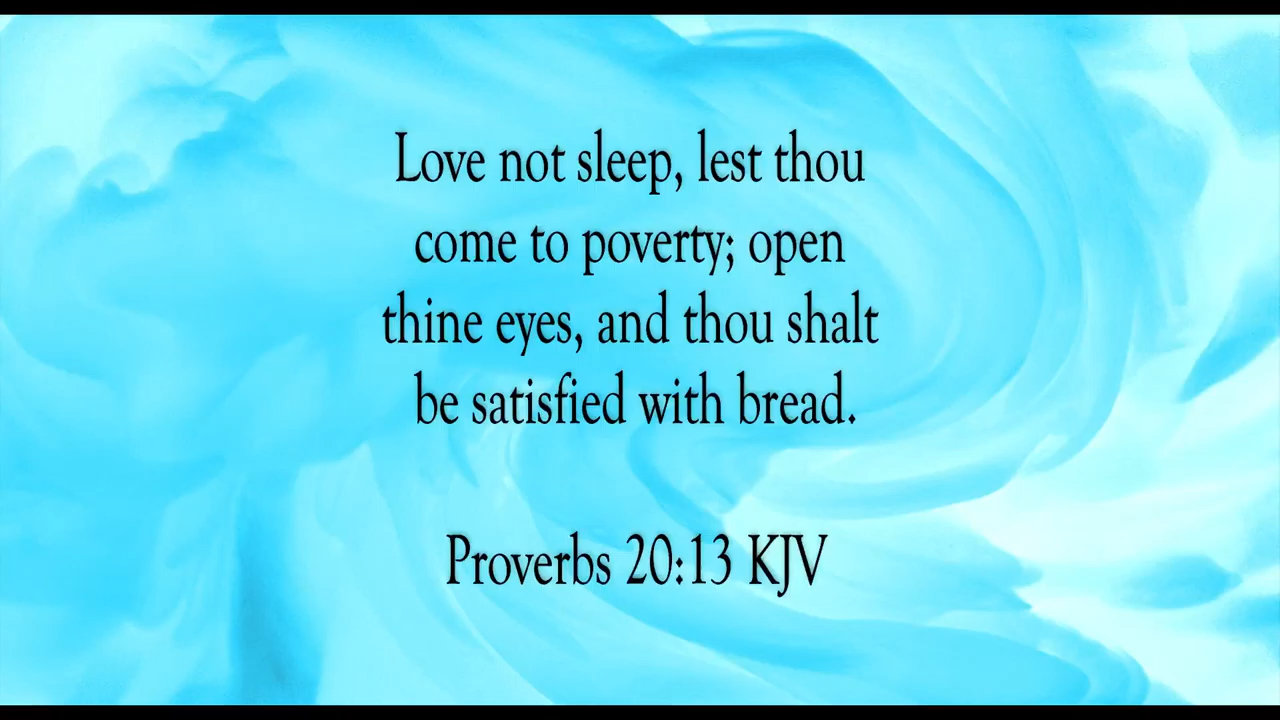 Love not sleep, lest thou
come to poverty; open
thine eyes, and thou shalt
be satisfied with bread.
Proverbs 20:13 KJV